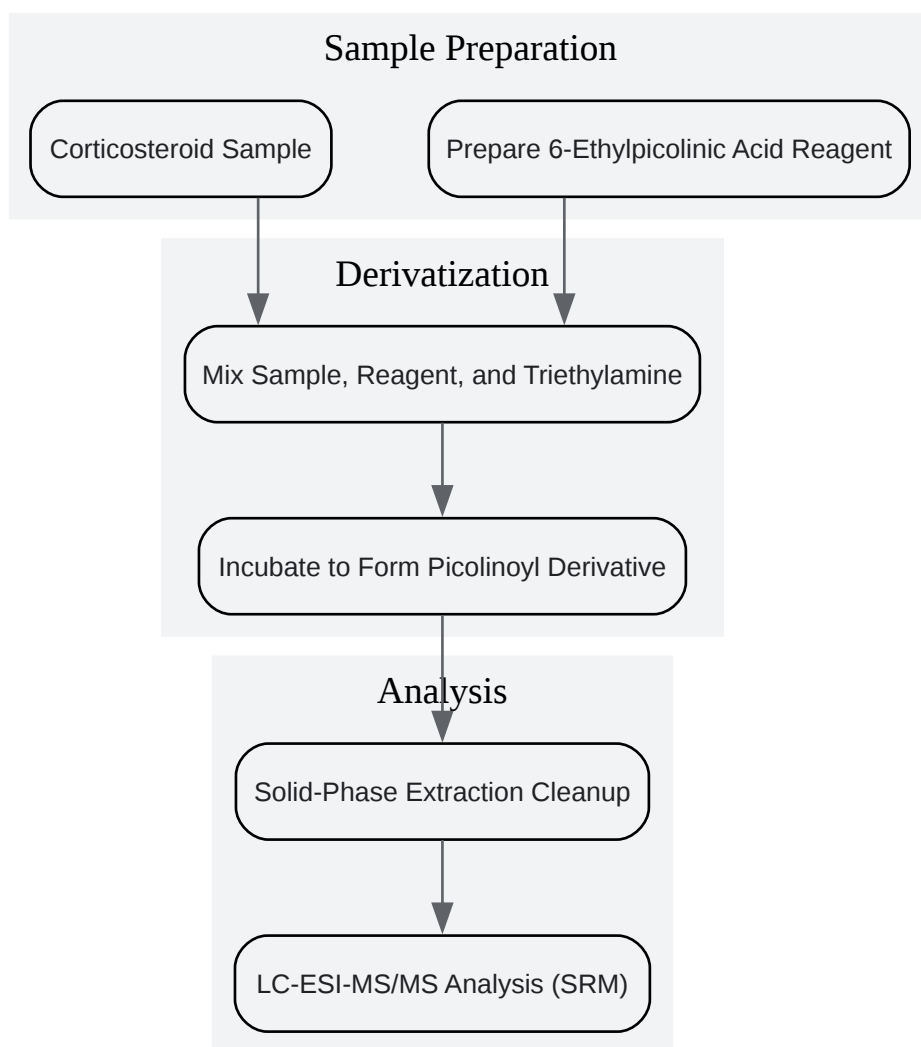 Sample Preparation
Corticosteroid Sample
Prepare 6-Ethylpicolinic Acid Reagent
Derivatization
Mix Sample, Reagent, and Triethylamine
Incubate to Form Picolinoyl Derivative
Analysis
Solid-Phase Extraction Cleanup
LC-ESI-MS/MS Analysis (SRM)